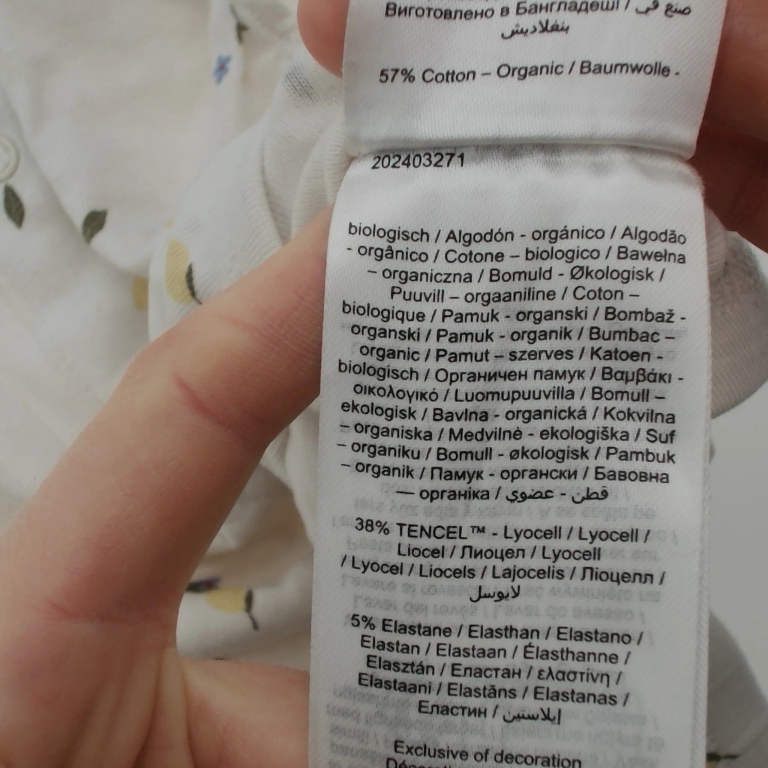 Виготовлено в Бангладеші / صنع في
بنغلاديش
57% Cotton – Organic / Baumwolle -
202403271
biologisch / Algodón - orgánico / Algodão
- orgânico / Cotone – biologico / Bawełna
– organiczna / Bomuld - Økologisk /
Puuvill – orgaaniline / Coton –
biologique / Pamuk - organski / Bombaž -
organski / Pamuk - organik / Bumbac –
organic / Pamut – szerves / Katoen -
biologisch / Органичен памук / Βαμβάκι -
οικολογικό / Luomupuuvilla / Bomull –
ekologisk / Bavlna - organická / Kokvilna
– organiska / Medvilnė - ekologiška / Suf
– organiku / Bomull - økologisk / Pambuk
– organik / Памук - органски / Бавовна
— органіка / قطن - عضوي
38% TENCEL™ - Lyocell / Lyocell /
Liocel / Лиоцел / Lyocell
/ Lyocel / Liocels / Lajocelis / Ліоцелл /
لايوسل
5% Elastane / Elasthan / Elastano /
Elastan / Elastaan / Élasthanne /
Elasztán / Еластан / ελαστίνη /
Elastaani / Elastāns / Elastanas /
Еластин / إيلاستين
Exclusive of decoration